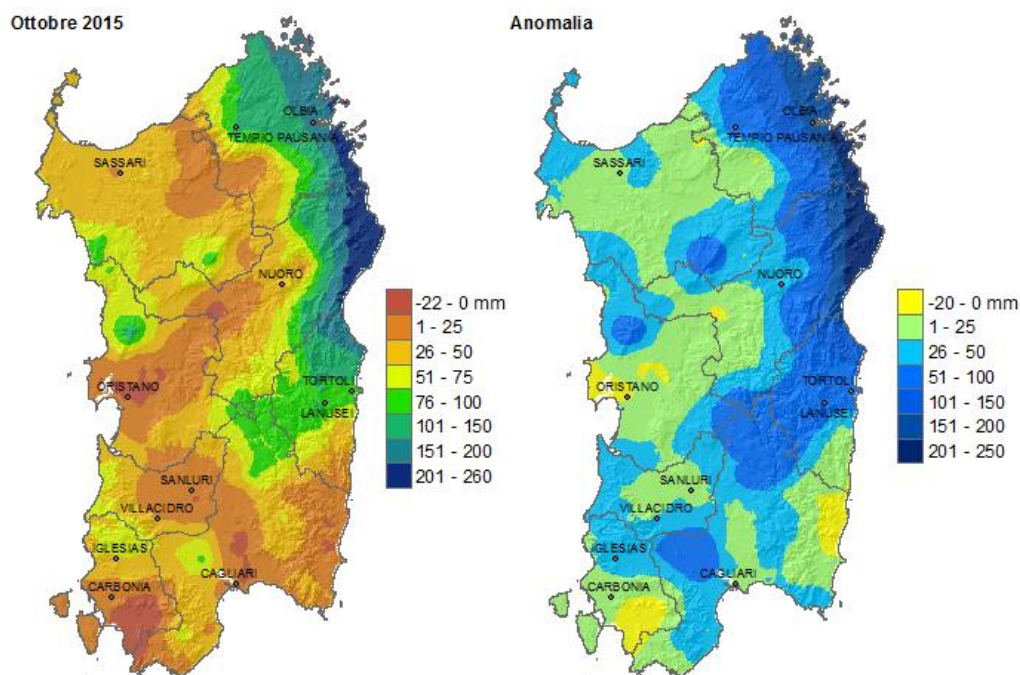 Ottobre 2015
OLBIA
TEMPIO PAUSANIA
SASSARI
NUORO
ORISTANO
TORTOLI
LANUSEI
SANLURI
VILLACIDRO
IGLESIAS
CARBONIA
CAGLIARI
-22 - 0 mm
1 - 25
26 - 50
51 - 75
76 - 100
101 - 150
151 - 200
201 - 260
Anomalia
OLBIA
TEMPIO PAUSANIA
SASSARI
NUORO
ORISTANO
TORTOLI
LANUSEI
SANLURI
VILLACIDRO
IGLESIAS
CARBONIA
CAGLIARI
-20 - 0 mm
1 - 25
26 - 50
51 - 100
101 - 150
151 - 200
201 - 250